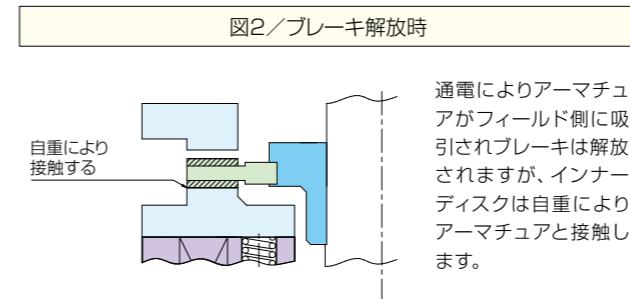 図2／ブレーキ解放時
自重により
接触する
通電によりアーマチュ
アがフィールド側に吸
引されブレーキは解放
されますが、インナー
ディスクは自重により
アーマチュアと接触し
ます。